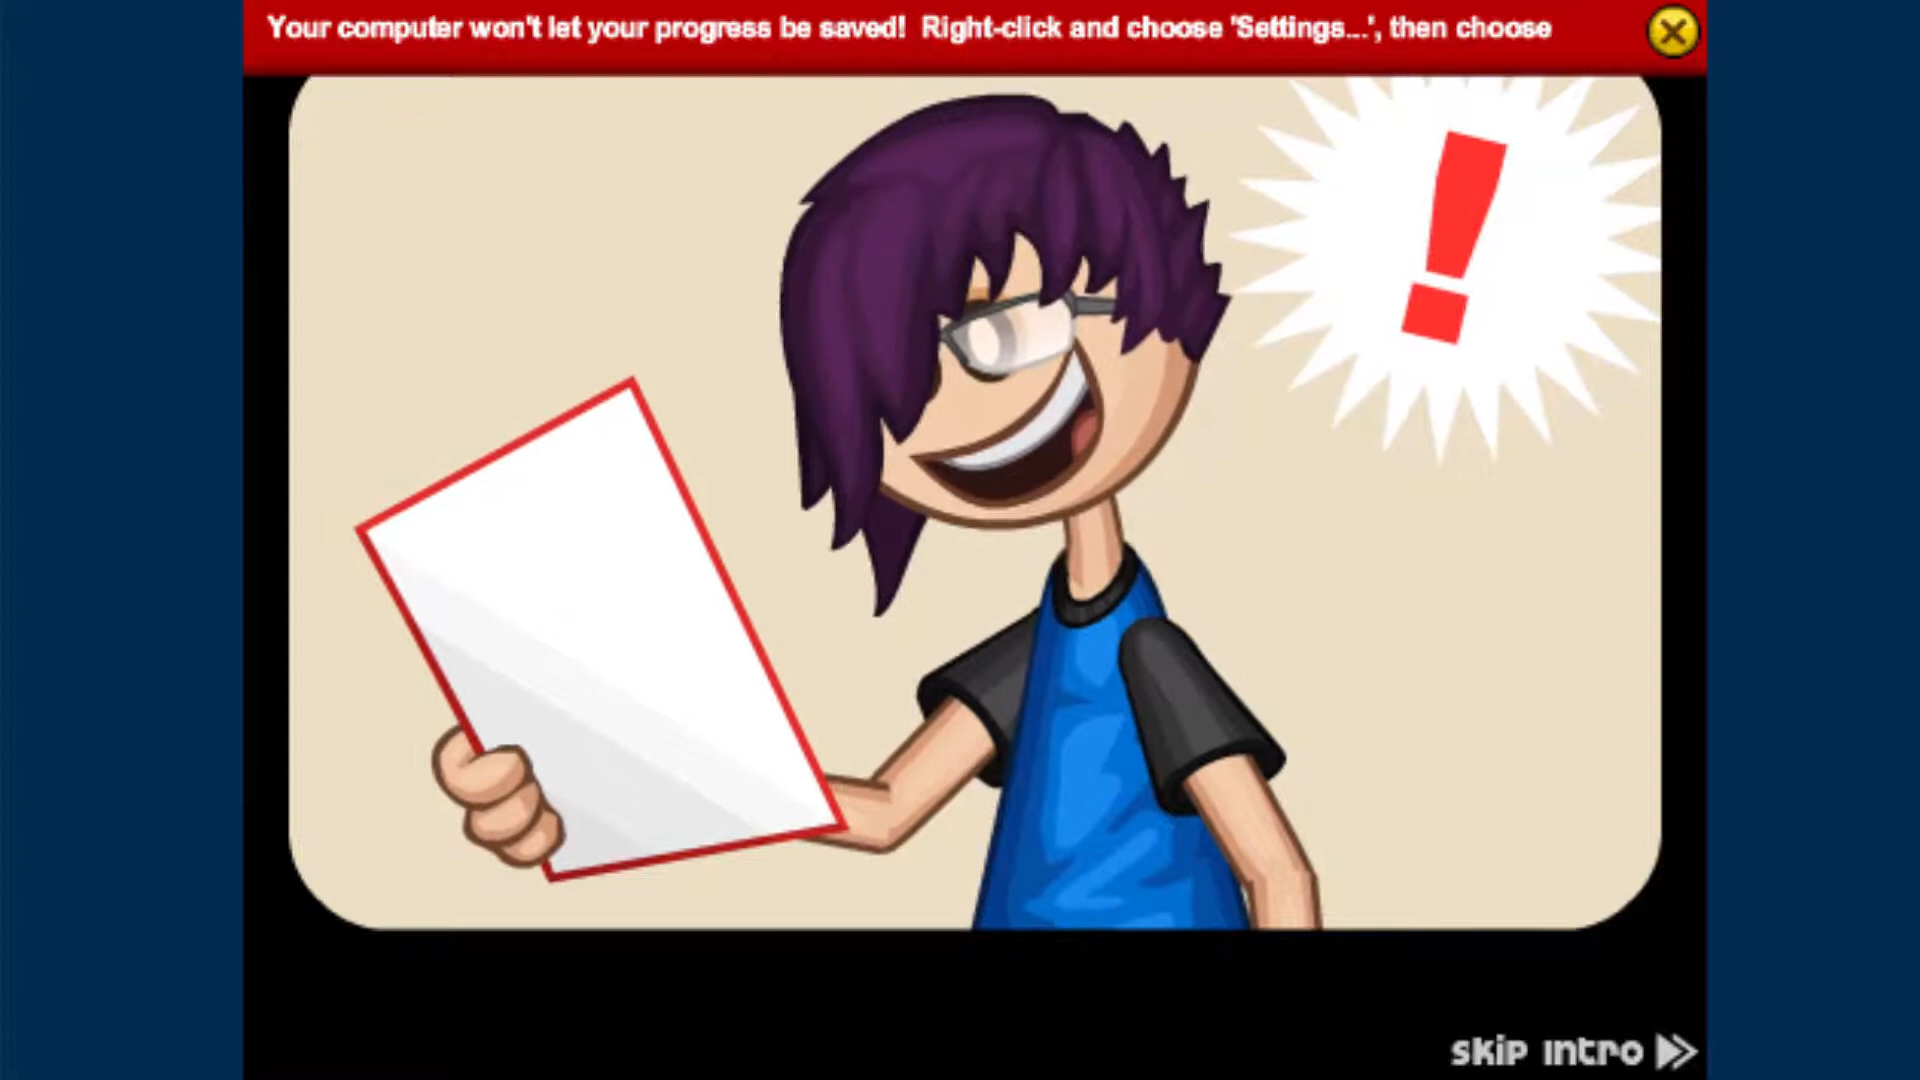 Your computer won't let your progress be saved!  Right-click and choose 'Settings...', then choose
!
skip intro